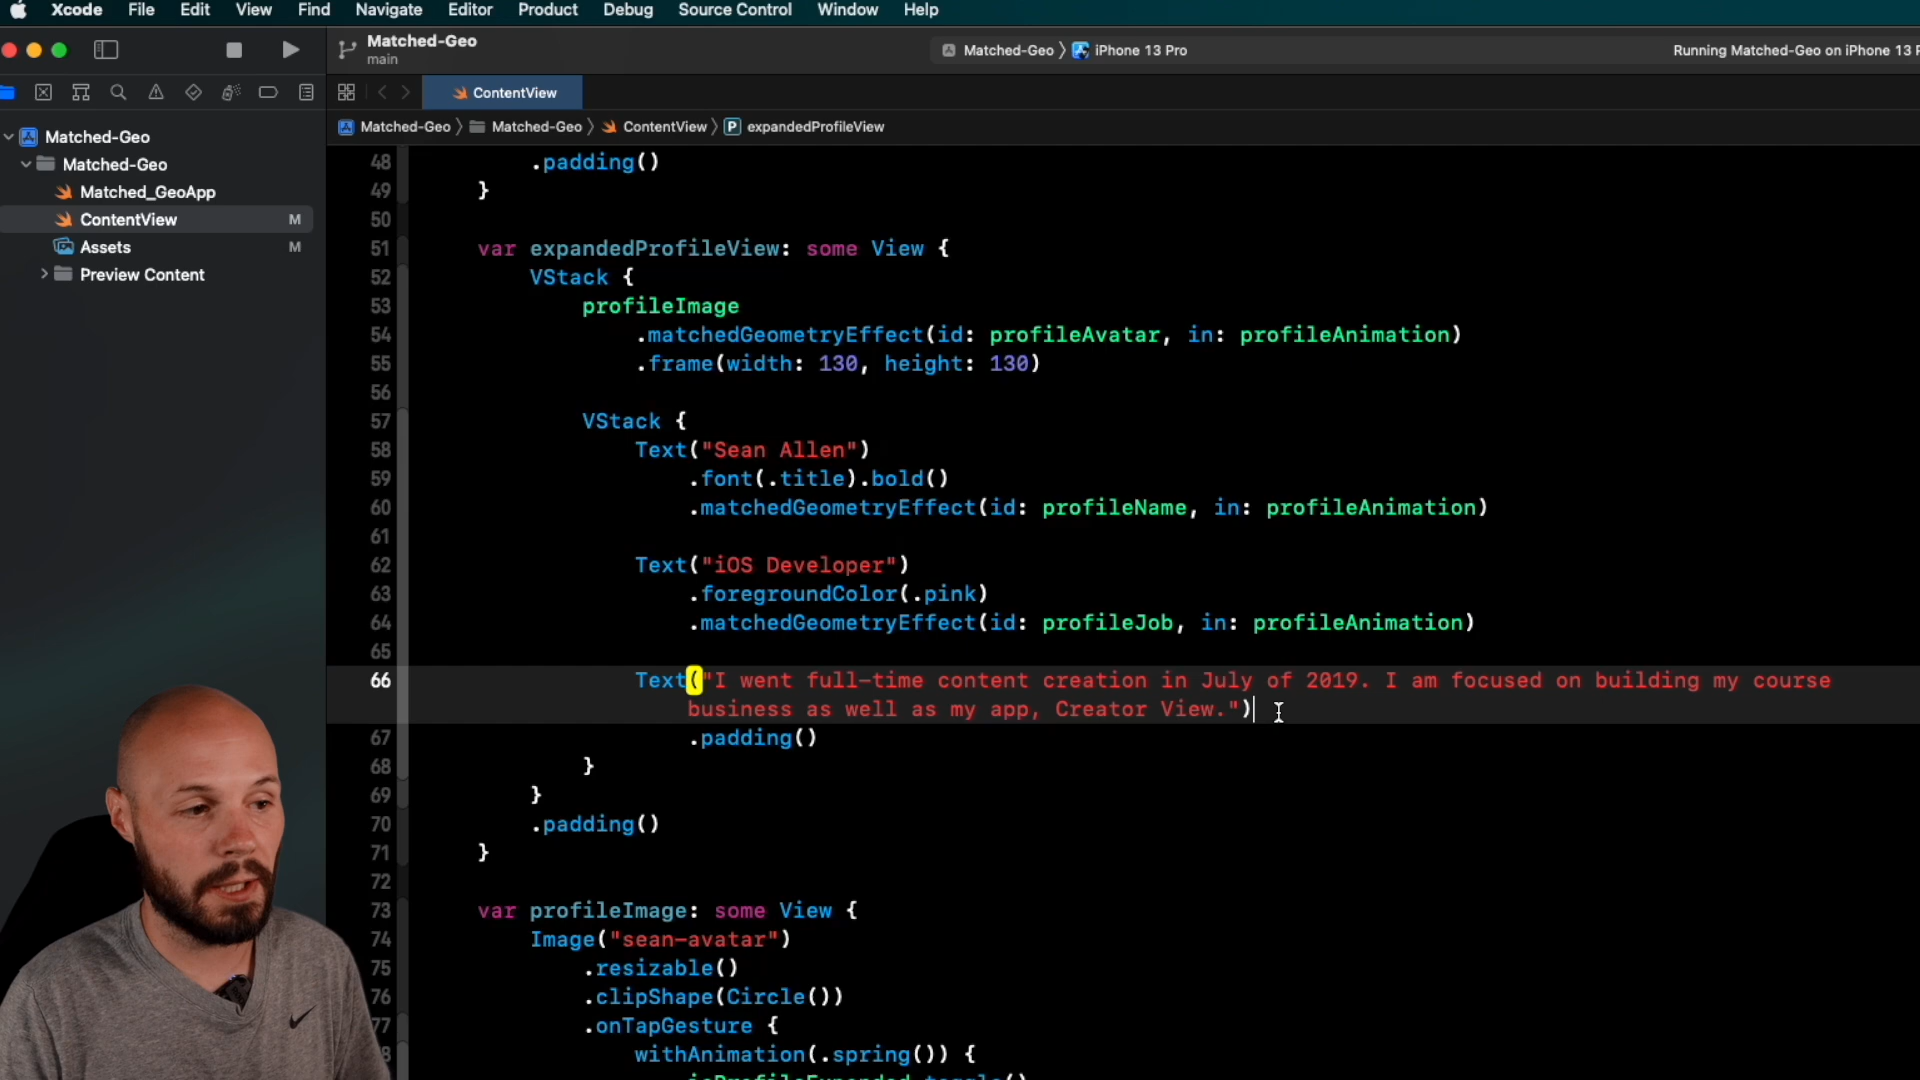 Xcode File Edit View Find Navigate Editor Product Debug Source Control Window Help
Matched-Geo
main
Matched-Geo 〉 iPhone 13 Pro
Running Matched-Geo on iPhone 13
ContentView
Matched-Geo 〉 Matched-Geo 〉 ContentView 〉 P expandedProfileView
Matched-Geo
Matched-Geo
Matched_GeoApp
ContentView M
Assets M
Preview Content
48 .padding()
49 }
50
51 var expandedProfileView: some View {
52 VStack {
53 profileImage
54 .matchedGeometryEffect(id: profileAvatar, in: profileAnimation)
55 .frame(width: 130, height: 130)
56
57 VStack {
58 Text("Sean Allen")
59 .font(.title).bold()
60 .matchedGeometryEffect(id: profileName, in: profileAnimation)
61
62 Text("iOS Developer")
63 .foregroundColor(.pink)
64 .matchedGeometryEffect(id: profileJob, in: profileAnimation)
65
66 Text("I went full-time content creation in July of 2019. I am focused on building my course
business as well as my app, Creator View.")
67 .padding()
68 }
69 }
70 .padding()
71 }
72
73 var profileImage: some View {
74 Image("sean-avatar")
75 .resizable()
76 .clipShape(Circle())
77 .onTapGesture {
withAnimation(.spring()) {